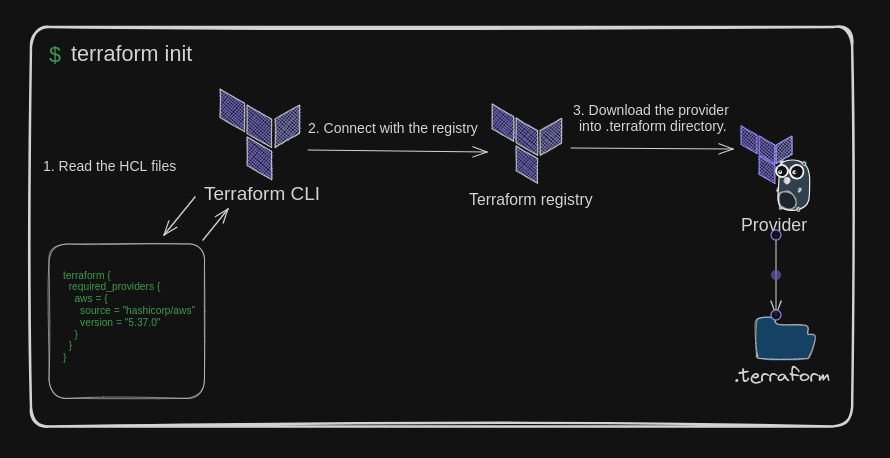 $ terraform init
1. Read the HCL files
2. Connect with the registry
3. Download the provider
into .terraform directory.
Terraform CLI
Terraform registry
Provider
terraform {
  required_providers {
    aws = {
      source = "hashicorp/aws"
      version = "5.37.0"
    }
  }
}
.terraform